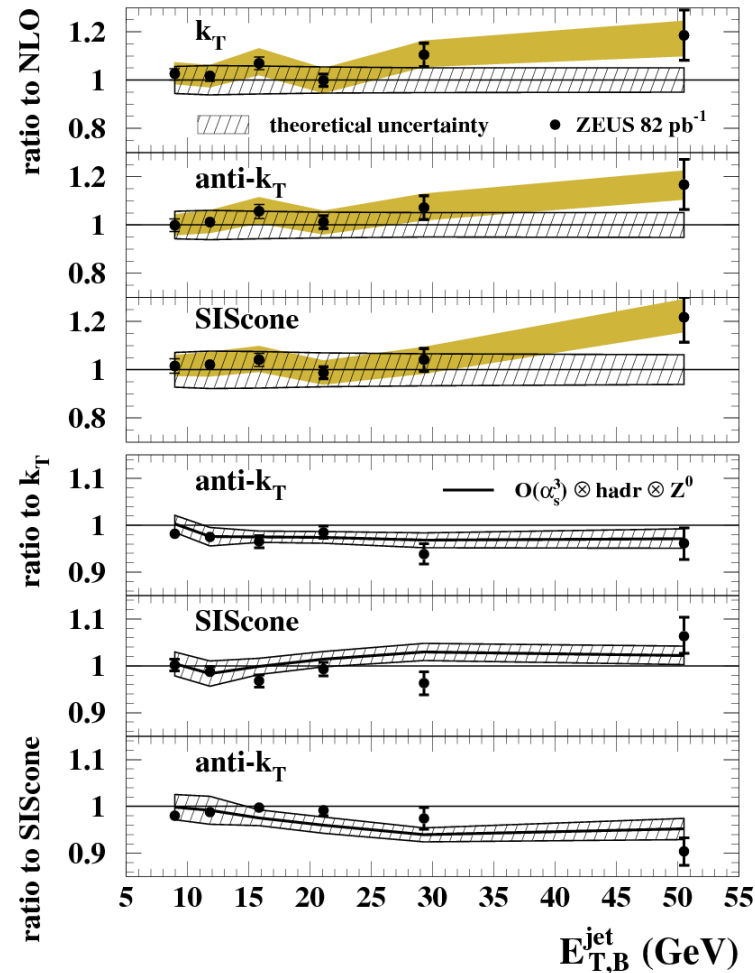 ratio to NLO
1.2
1
0.8
k_T
theoretical uncertainty
ZEUS 82 pb^-1
1.2
1
0.8
anti-k_T
1.2
1
0.8
SIScone
ratio to k_T
1.1
1
0.9
anti-k_T
O(α_s^3) ⊗ hadr ⊗ Z^0
1.1
1
0.9
SIScone
ratio to SIScone
1.1
1
0.9
anti-k_T
5 10 15 20 25 30 35 40 45 50 55
E_T,B^jet (GeV)